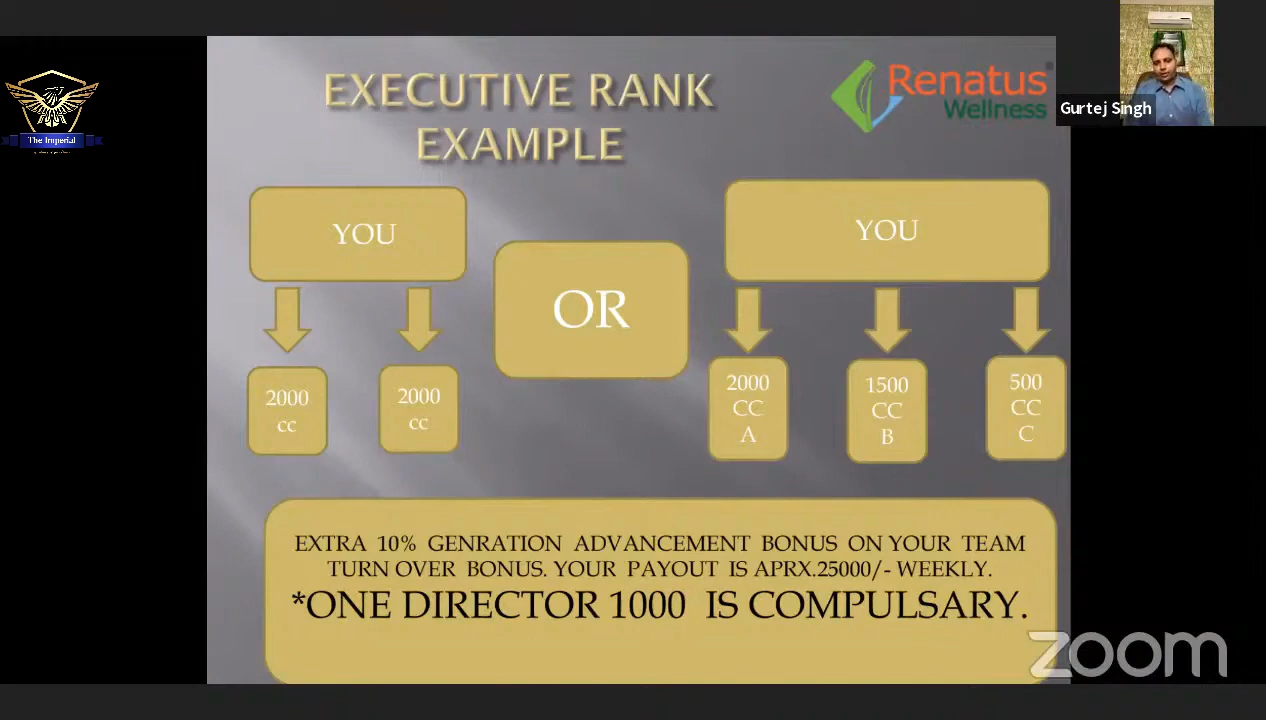 The Imperial
EXECUTIVE RANK
EXAMPLE
Renatus®
Wellness
Gurtej Singh
YOU
2000
cc
2000
cc
OR
YOU
2000
CC
A
1500
CC
B
500
CC
C
EXTRA 10% GENRATION ADVANCEMENT BONUS ON YOUR TEAM
TURN OVER BONUS. YOUR PAYOUT IS APRX.25000/- WEEKLY.
*ONE DIRECTOR 1000 IS COMPULSARY.
zoom